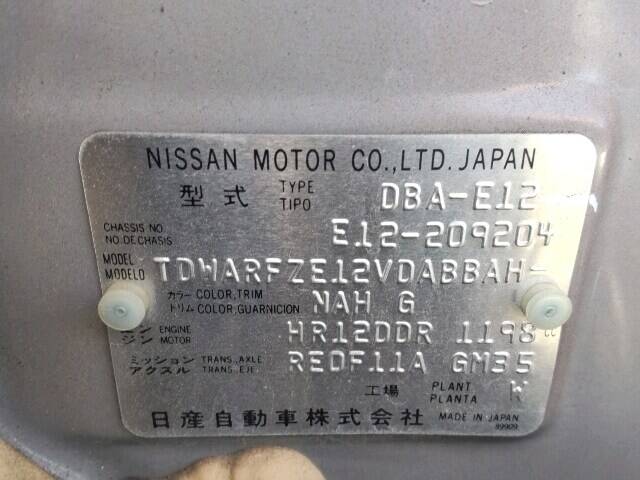 NISSAN MOTOR CO.,LTD. JAPAN
型式 TYPE TIPO DBA-E12
CHASSIS NO. NO. DE CHASIS E12-209204
MODEL MODELO TDWARFZE12VDABBAH-
カラー COLOR,TRIM トリム COLOR,GUARNICION NAH G
ジン ENGINE MOTOR HR12DDR 1198 cc
ミッション TRANS.,AXLE アクスル TRANS.,EJE RE0F11A GM35
工場 PLANT PLANTA K
日産自動車株式会社 MADE IN JAPAN
89909